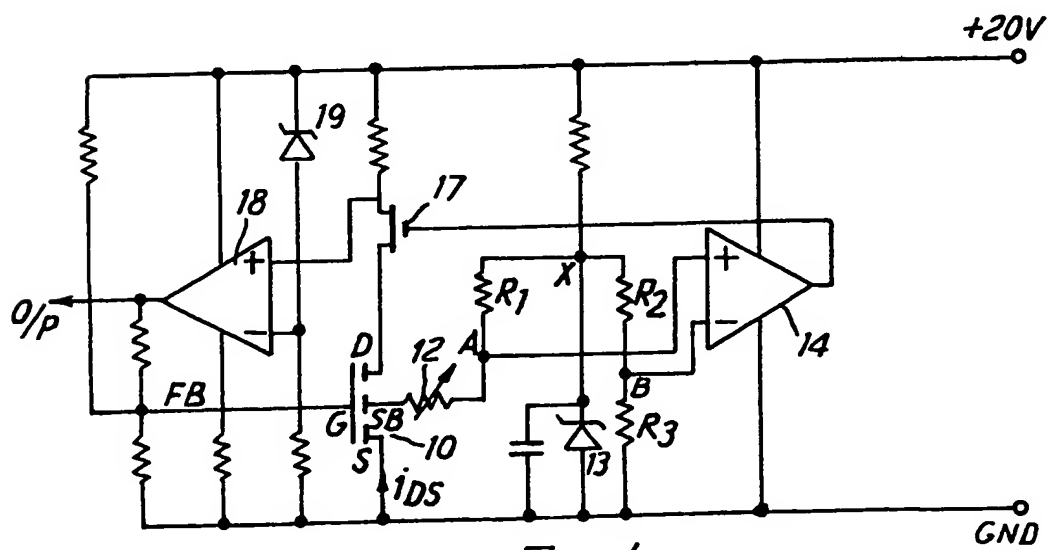 +20V
19
17
18
+
X
R1
R2
+
O/P
−
−
14
D
12
A
B
FB
G
SB
R3
10
S
13
iDS
GND